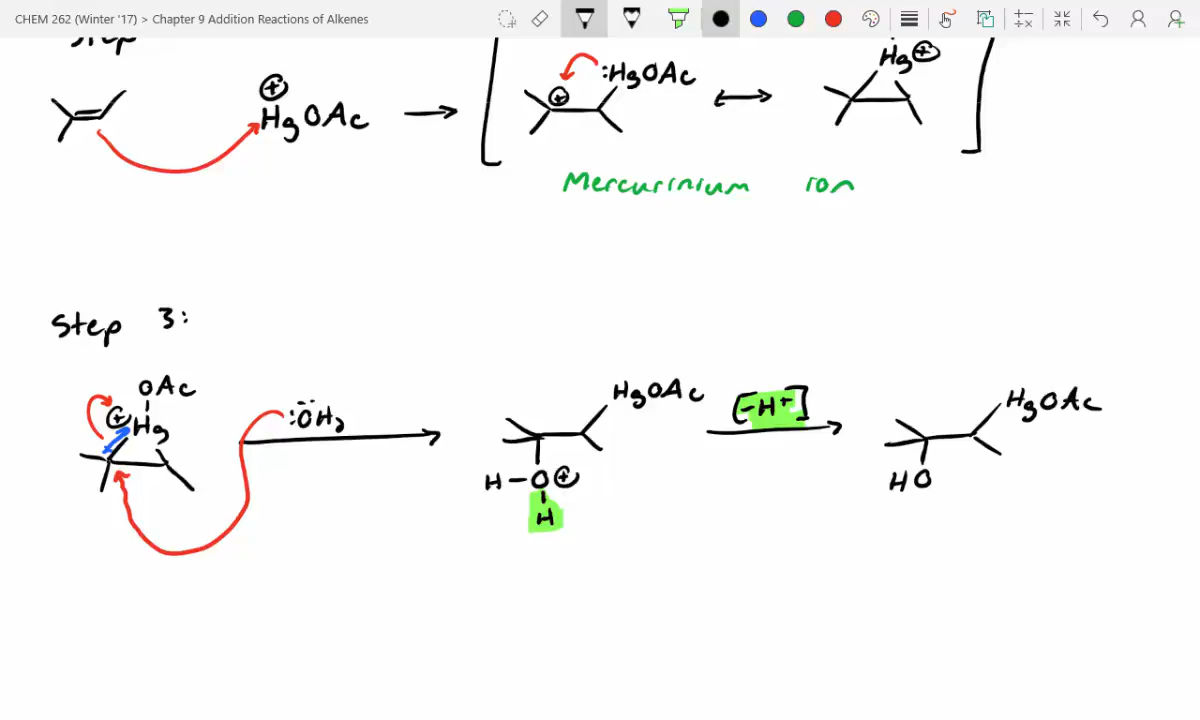 CHEM 262 (Winter '17) > Chapter 9 Addition Reactions of Alkenes
Step
⊕
HgOAc
⊕
:HgOAc
Hg⊕
Mercurinium ion
Step 3:
OAc
⊕Hg
:ÖH₂
HgOAc
H-O⊕
H
[-H⁺]
HgOAc
HO